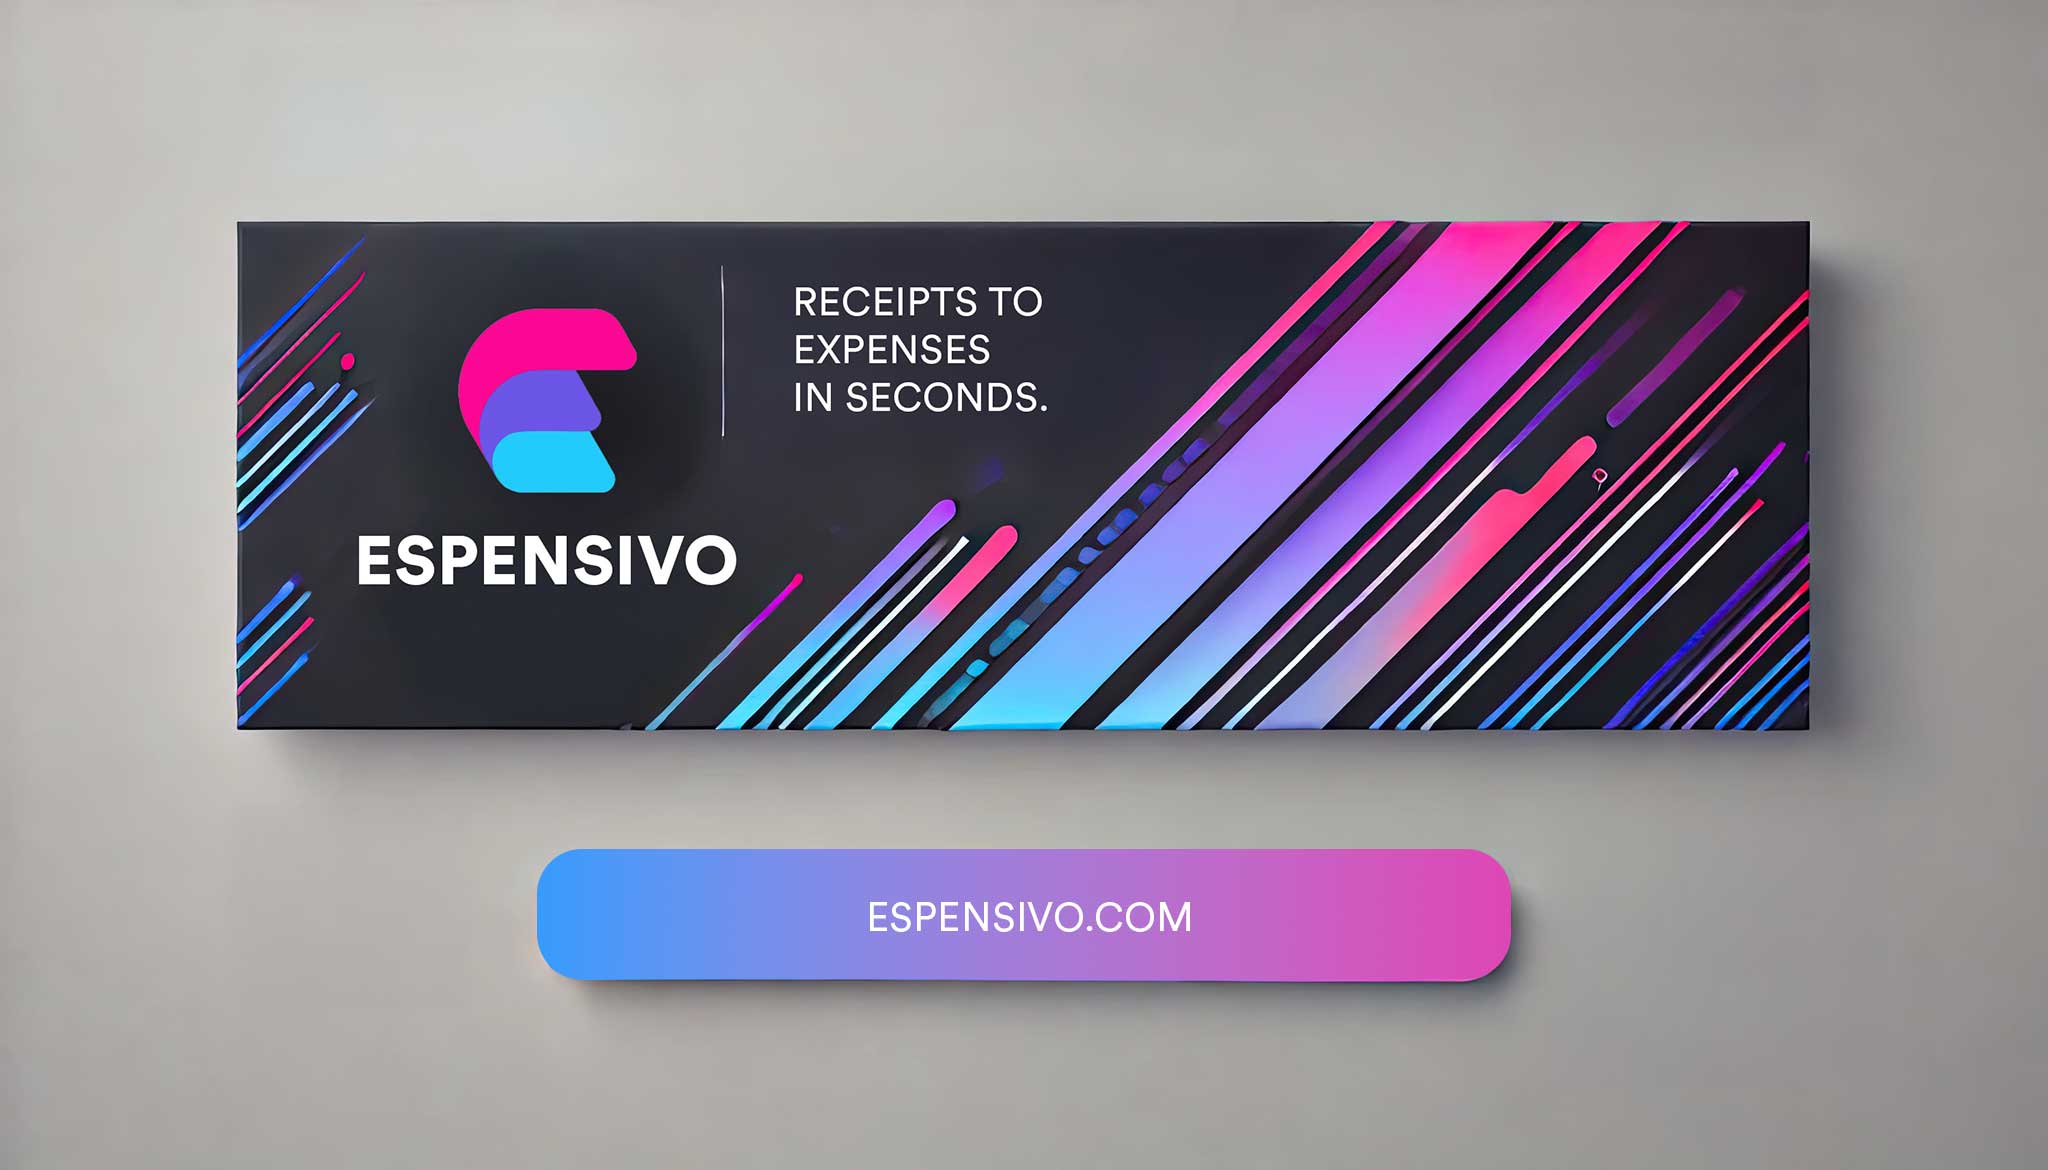 ESPENSIVO
RECEIPTS TO
EXPENSES
IN SECONDS.
ESPENSIVO.COM